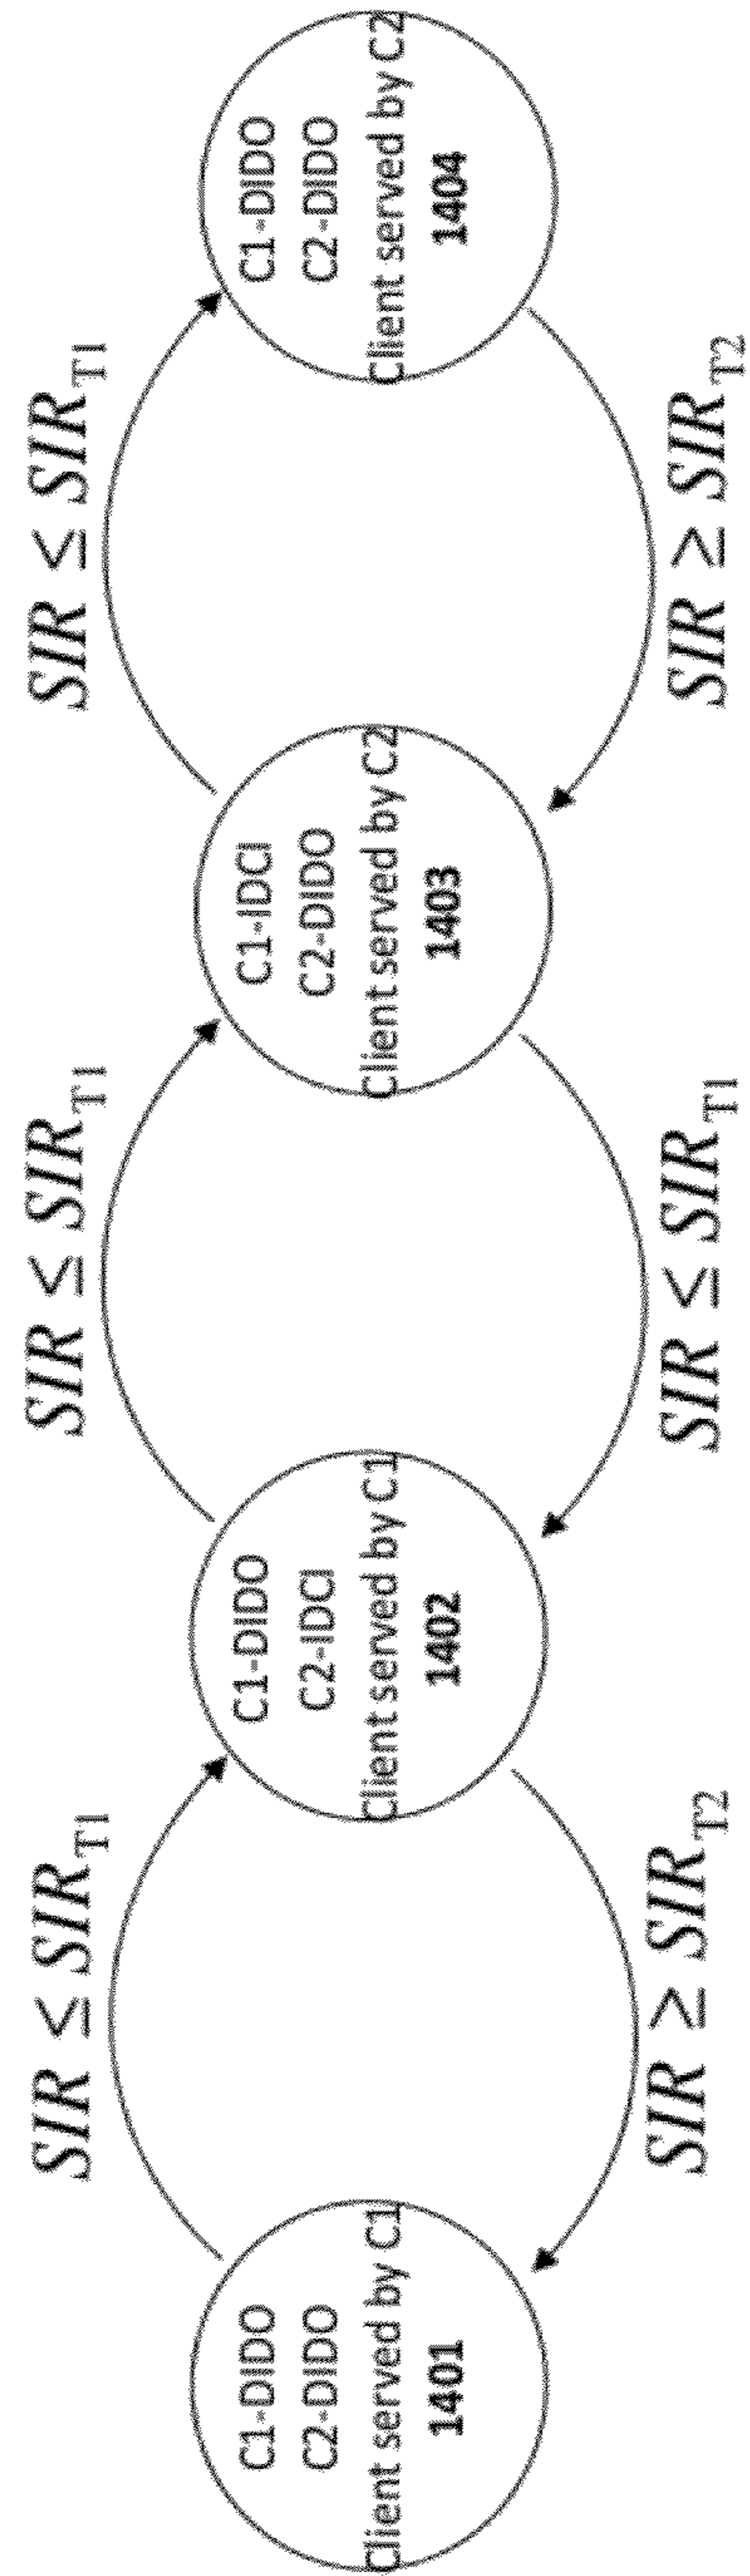 SIR ≤ SIR_T1
SIR ≤ SIR_T1
SIR ≤ SIR_T1
C1-DIDO
C2-DIDO
Client served by C1
1401
C1-DIDO
C2-IDCI
Client served by C1
1402
C1-IDCI
C2-DIDO
Client served by C2
1403
C1-DIDO
C2-DIDO
Client served by C2
1404
SIR ≥ SIR_T2
SIR ≤ SIR_T1
SIR ≥ SIR_T2